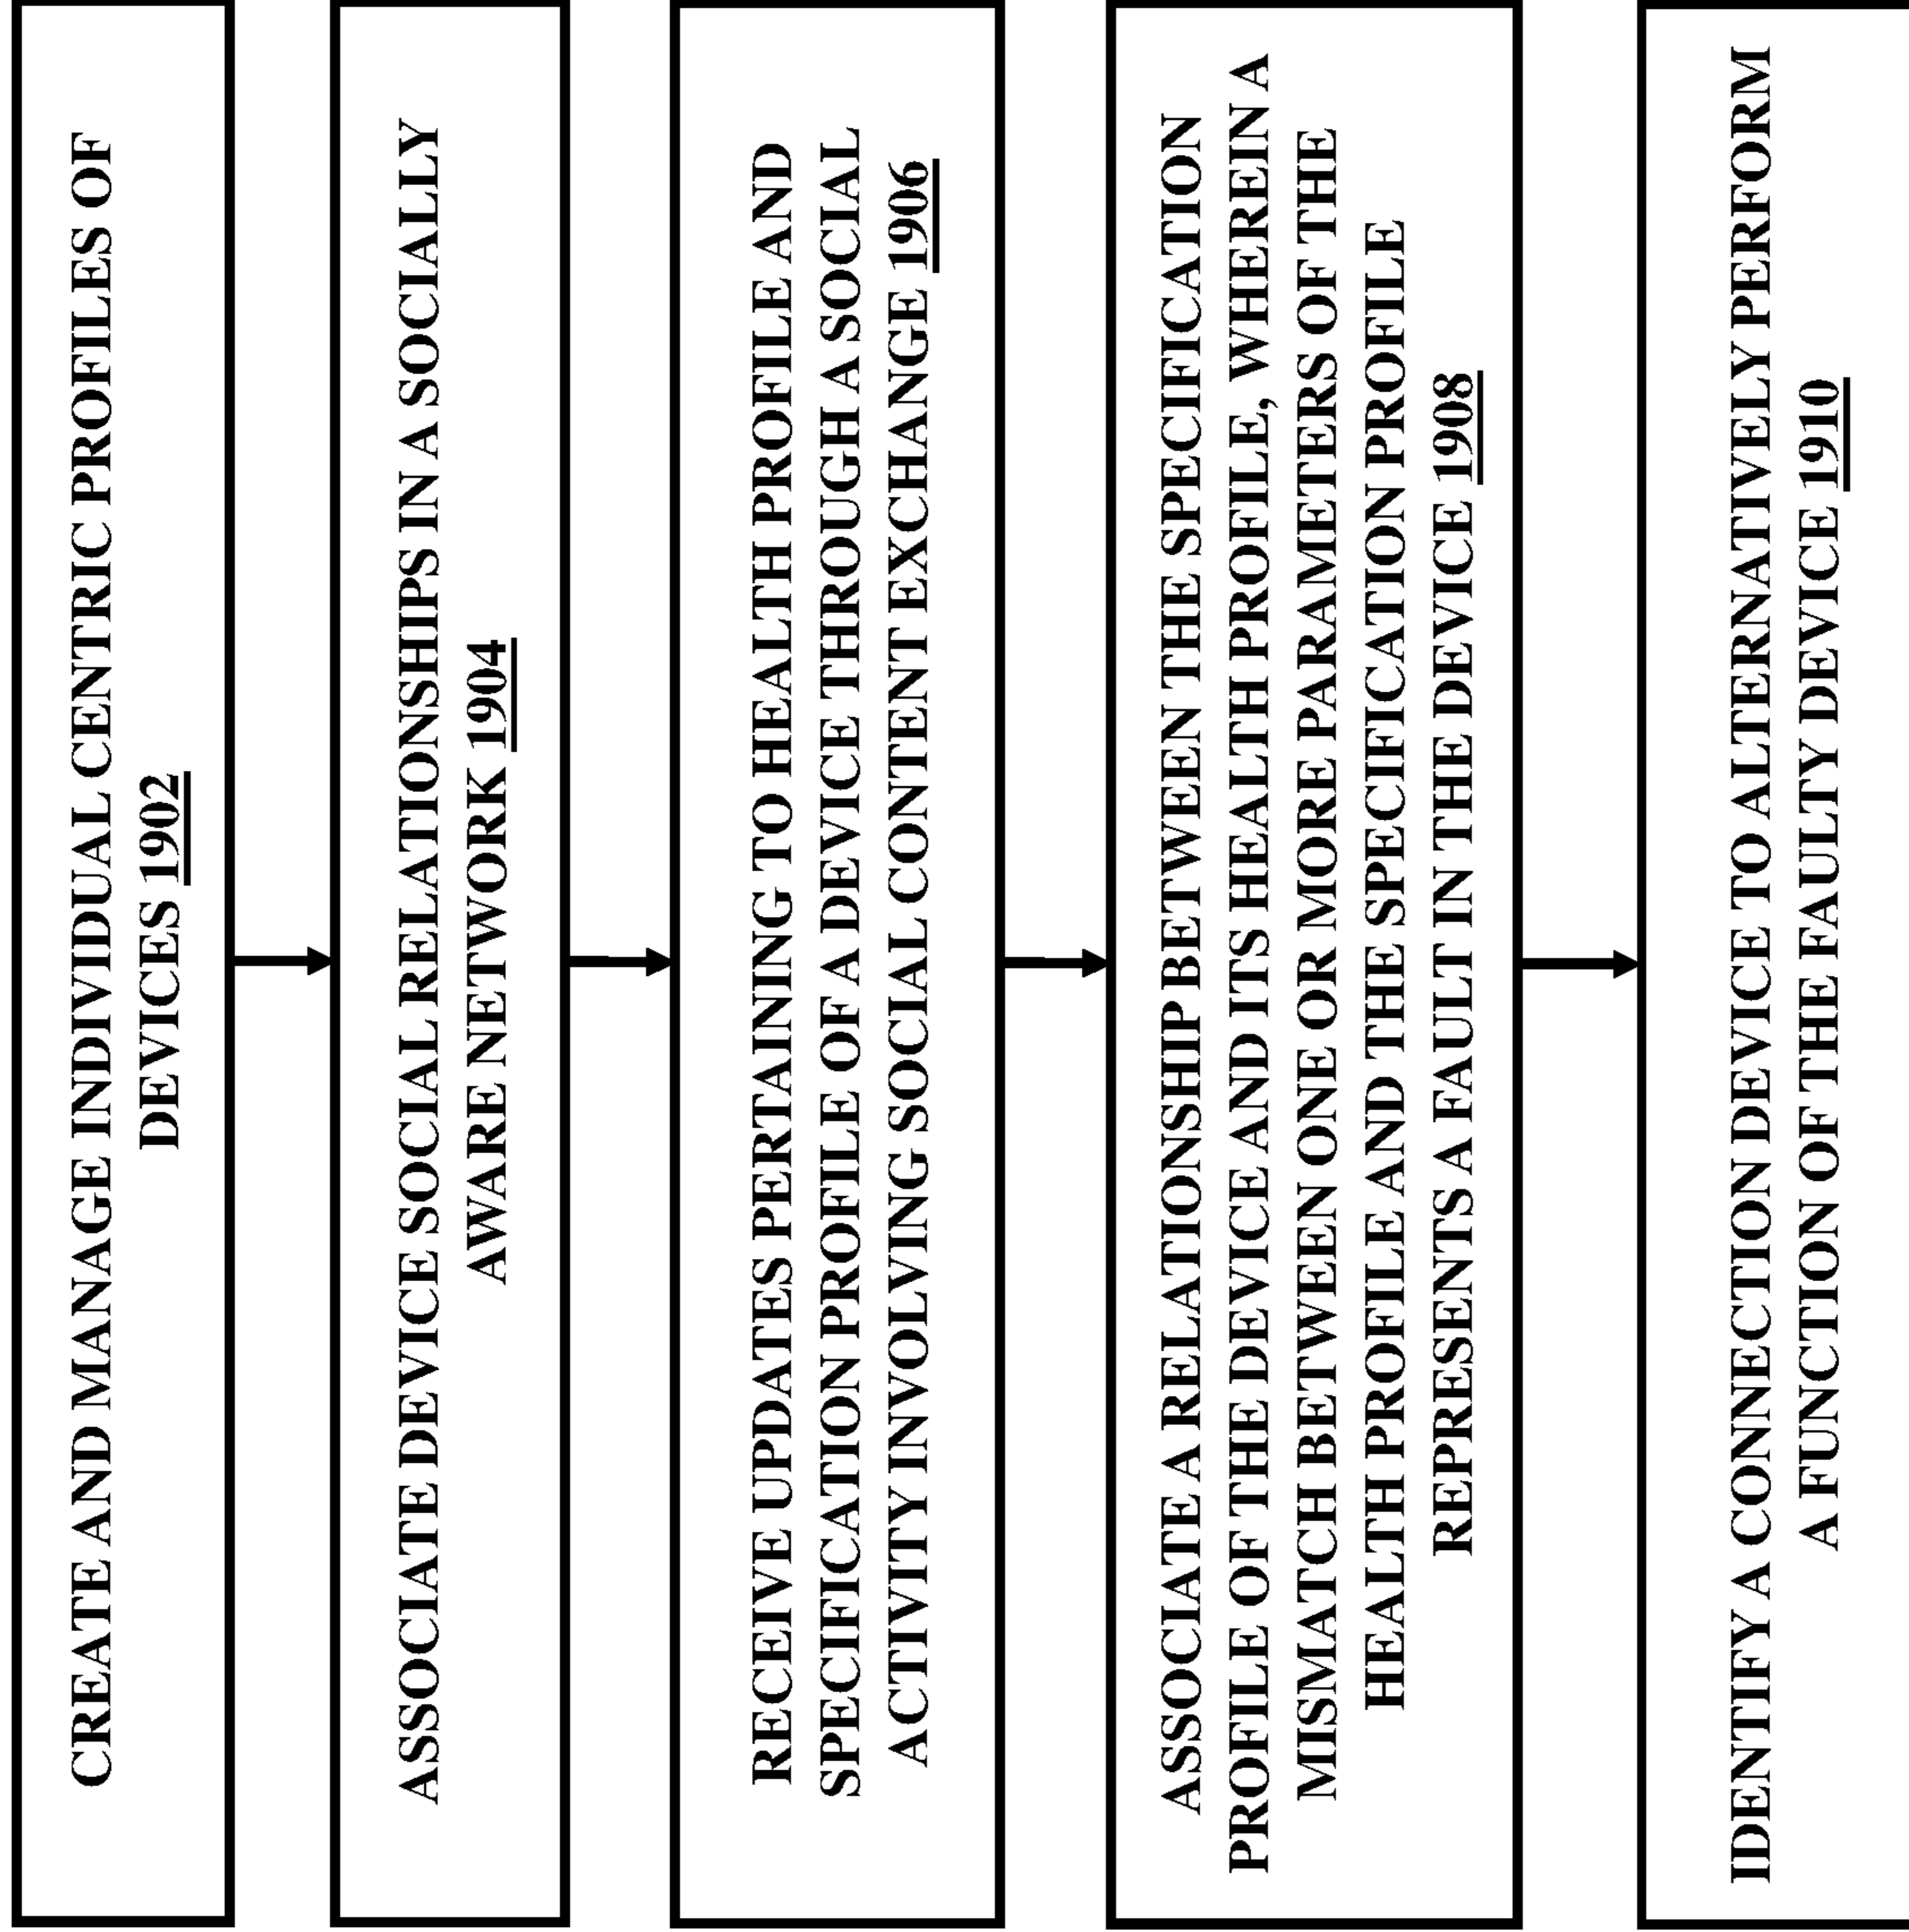 CREATE AND MANAGE INDIVIDUAL CENTRIC PROFILES OF
DEVICES 1902
ASSOCIATE DEVICE SOCIAL RELATIONSHIPS IN A SOCIALLY
AWARE NETWORK 1904
RECEIVE UPDATES PERTAINING TO HEALTH PROFILE AND
SPECIFICATION PROFILE OF A DEVICE THROUGH A SOCIAL
ACTIVITY INVOLVING SOCIAL CONTENT EXCHANGE 1906
ASSOCIATE A RELATIONSHIP BETWEEN THE SPECIFICATION
PROFILE OF THE DEVICE AND ITS HEALTH PROFILE, WHEREIN A
MISMATCH BETWEEN ONE OR MORE PARAMETERS OF THE
HEALTH PROFILE AND THE SPECIFICATION PROFILE
REPRESENTS A FAULT IN THE DEVICE 1908
IDENTIFY A CONNECTION DEVICE TO ALTERNATIVELY PERFORM
A FUNCTION OF THE FAULTY DEVICE 1910